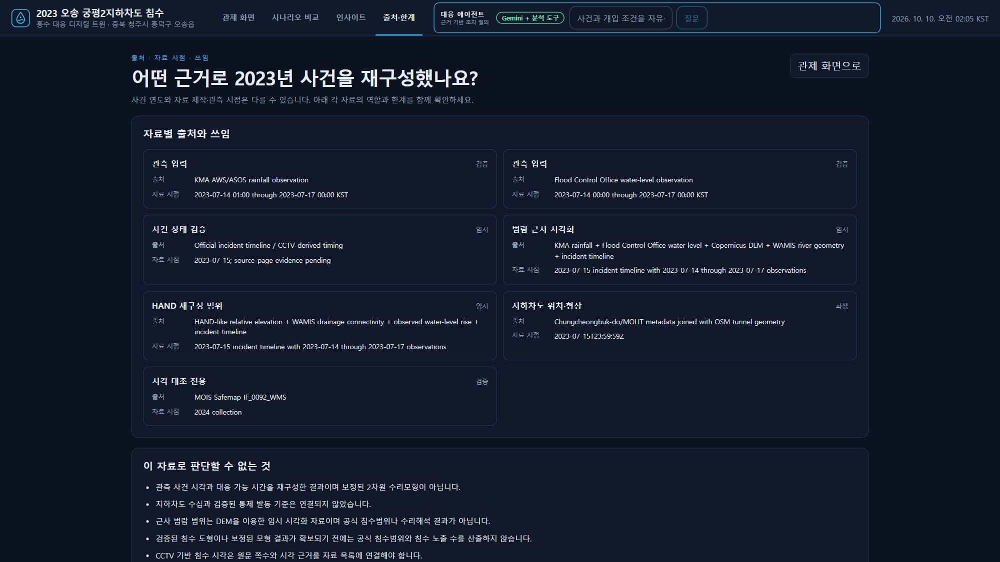 2023 오송 궁평2지하차도 침수
홍수 대응 디지털 트윈 · 충북 청주시 흥덕구 오송읍
관제 화면
시나리오 비교
인사이트
출처·한계
대응 에이전트
근거 기반 조치 질의
Gemini + 분석 도구
사건과 개입 조건을 자유·
질문
2026. 10. 10. 오전 02:05 KST
출처 · 자료 시점 · 쓰임
어떤 근거로 2023년 사건을 재구성했나요?
사건 연도와 자료 제작·관측 시점은 다를 수 있습니다. 아래 각 자료의 역할과 한계를 함께 확인하세요.
관제 화면으로
자료별 출처와 쓰임
관측 입력
검증
출처
KMA AWS/ASOS rainfall observation
자료 시점
2023-07-14 01:00 through 2023-07-17 00:00 KST
관측 입력
검증
출처
Flood Control Office water-level observation
자료 시점
2023-07-14 00:00 through 2023-07-17 00:00 KST
사건 상태 검증
임시
출처
Official incident timeline / CCTV-derived timing
자료 시점
2023-07-15; source-page evidence pending
범람 근사 시각화
임시
출처
KMA rainfall + Flood Control Office water level + Copernicus DEM + WAMIS river geometry
+ incident timeline
자료 시점
2023-07-15 incident timeline with 2023-07-14 through 2023-07-17 observations
HAND 재구성 범위
임시
출처
HAND-like relative elevation + WAMIS drainage connectivity + observed water-level rise +
incident timeline
자료 시점
2023-07-15 incident timeline with 2023-07-14 through 2023-07-17 observations
지하차도 위치·형상
파생
출처
Chungcheongbuk-do/MOLIT metadata joined with OSM tunnel geometry
자료 시점
2023-07-15T23:59:59Z
시각 대조 전용
검증
출처
MOIS Safemap IF_0092_WMS
자료 시점
2024 collection
이 자료로 판단할 수 없는 것
• 관측 사건 시각과 대응 가능 시간을 재구성한 결과이며 보정된 2차원 수리모형이 아닙니다.
• 지하차도 수심과 검증된 통제 발동 기준은 연결되지 않았습니다.
• 근사 범람 범위는 DEM을 이용한 임시 시각화 자료이며 공식 침수범위나 수리해석 결과가 아닙니다.
• 검증된 침수 도형이나 보정된 모형 결과가 확보되기 전에는 공식 침수범위와 침수 노출 수를 산출하지 않습니다.
• CCTV 기반 침수 시각은 원문 쪽수와 시각 근거를 자료 목록에 연결해야 합니다.